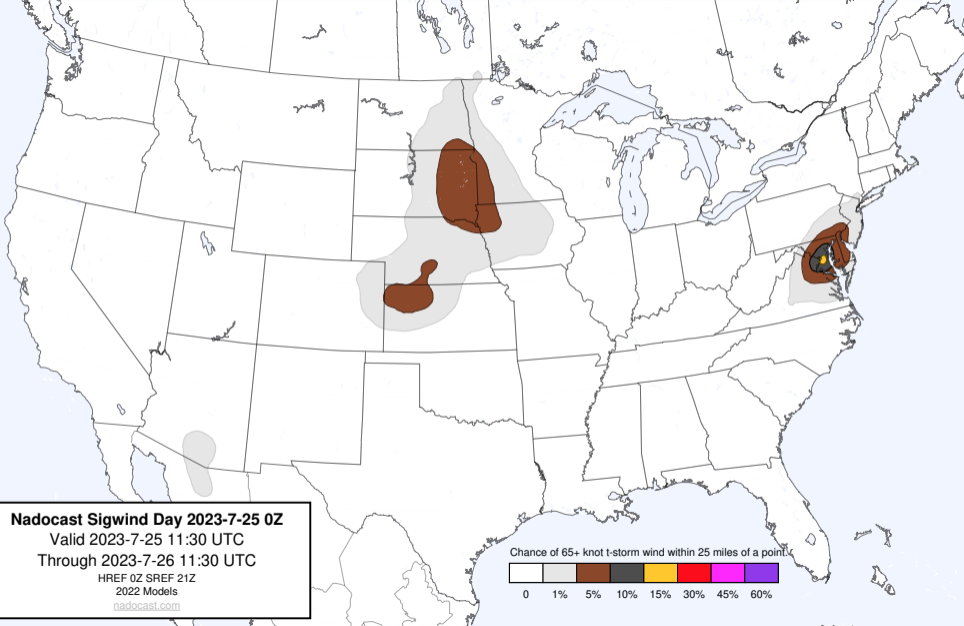 Nadocast Sigwind Day 2023-7-25 0Z
Valid 2023-7-25 11:30 UTC
Through 2023-7-26 11:30 UTC
HREF 0Z SREF 21Z
2022 Models
nadocast.com
Chance of 65+ knot t-storm wind within 25 miles of a point.
0 1% 5% 10% 15% 30% 45% 60%